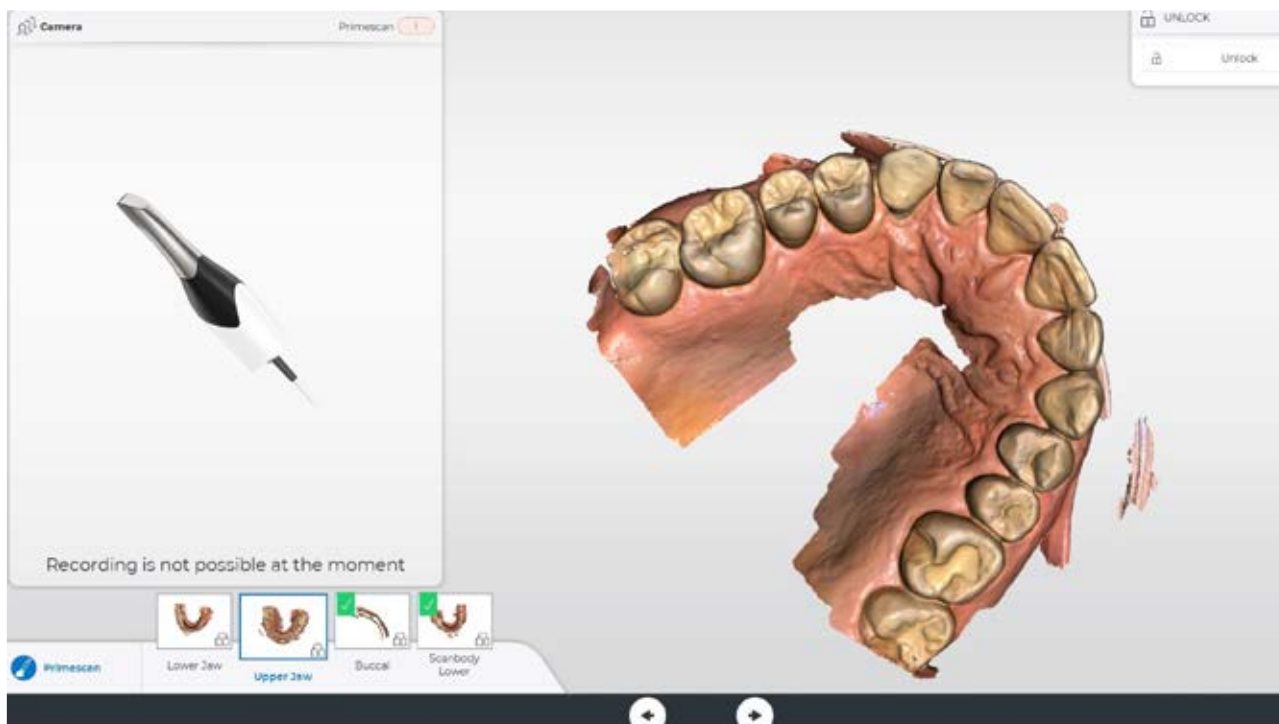 Camera
Primescan
UNLOCK
Unlock
Recording is not possible at the moment
Lower Jaw
Upper Jaw
Buccal
Scanbody
Lower
Primescan